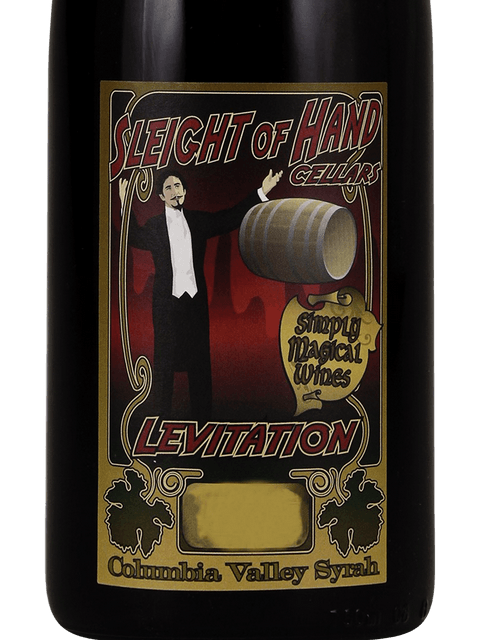 SLEIGHT OF HAND
CELLARS
Simply
Magical
Wines
LEVITATION
Columbia Valley Syrah